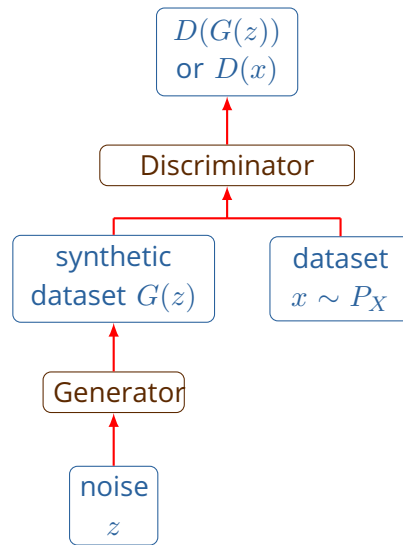 D(G(z))
or D(x)
Discriminator
synthetic
dataset G(z)
dataset
x ∼ P_X
Generator
noise
z